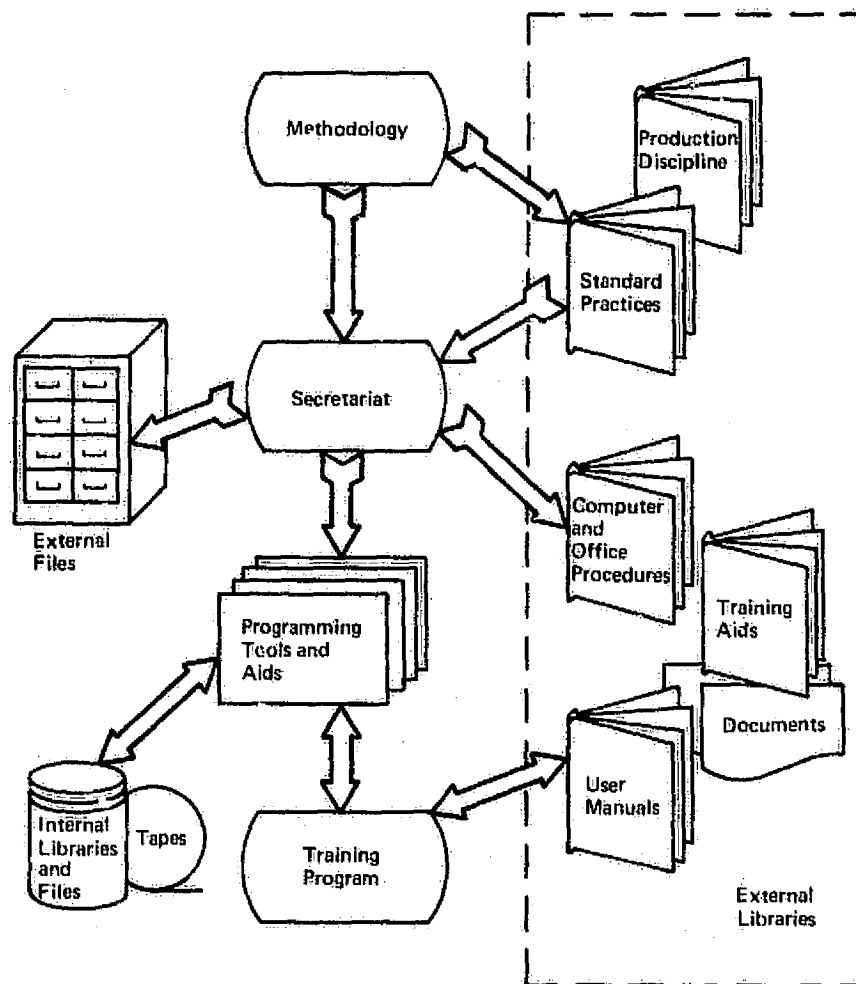 Methodology
Production
Discipline
Standard
Practices
Secretariat
External
Files
Computer
and
Office
Procedures
Training
Aids
Programming
Tools and
Aids
Documents
User
Manuals
Internal
Libraries
and
Files
Tapes
Training
Program
External
Libraries